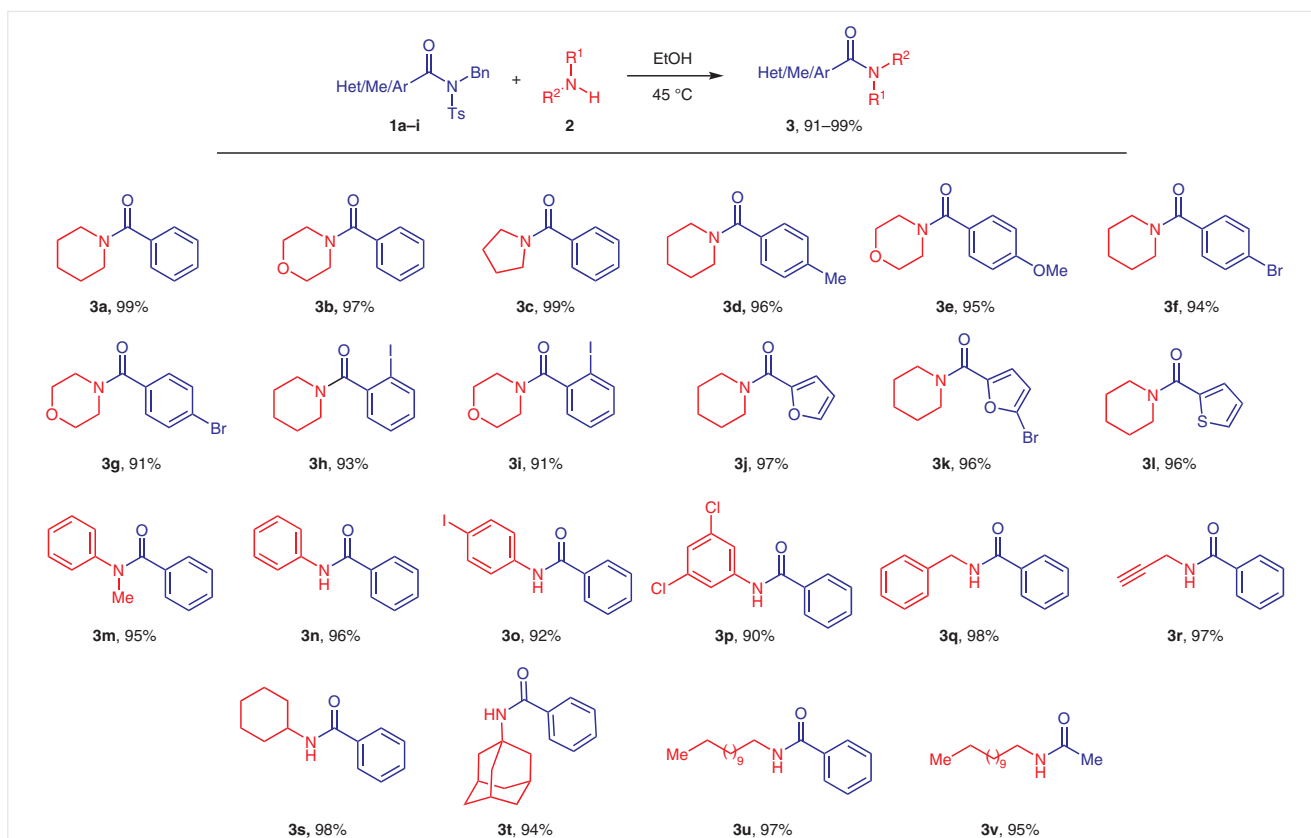 O
Het/Me/Ar N Bn
Ts
1a–i
+
R¹
R² N H
2
EtOH
45 °C
O
Het/Me/Ar N R²
R¹
3, 91–99%
O N
3a, 99%
O N O
3b, 97%
O N
3c, 99%
O N Me
3d, 96%
O N O OMe
3e, 95%
O N Br
3f, 94%
O N O Br
3g, 91%
O I N
3h, 93%
O I N O
3i, 91%
O N O
3j, 97%
O N O Br
3k, 96%
O N S
3l, 96%
O N Me
3m, 95%
O N H
3n, 96%
I O N H
3o, 92%
Cl O Cl N H
3p, 90%
O N H
3q, 98%
O N H
3r, 97%
O N H
3s, 98%
O HN
3t, 94%
O Me ( )9 N H
3u, 97%
O Me ( )9 N H Me
3v, 95%